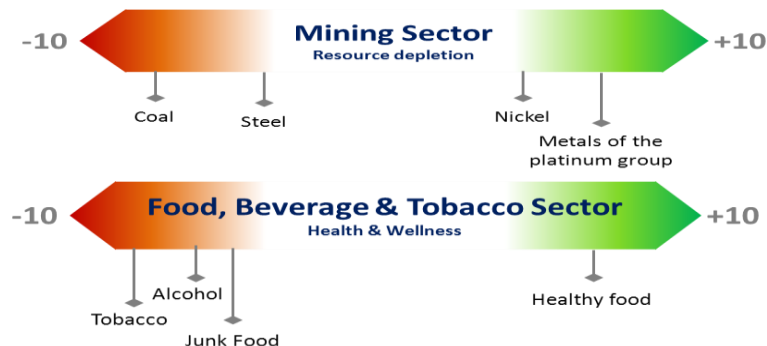 -10
Mining Sector
Resource depletion
+10
Coal
Steel
Nickel
Metals of the
platinum group
-10
Food, Beverage & Tobacco Sector
Health & Wellness
+10
Tobacco
Alcohol
Junk Food
Healthy food